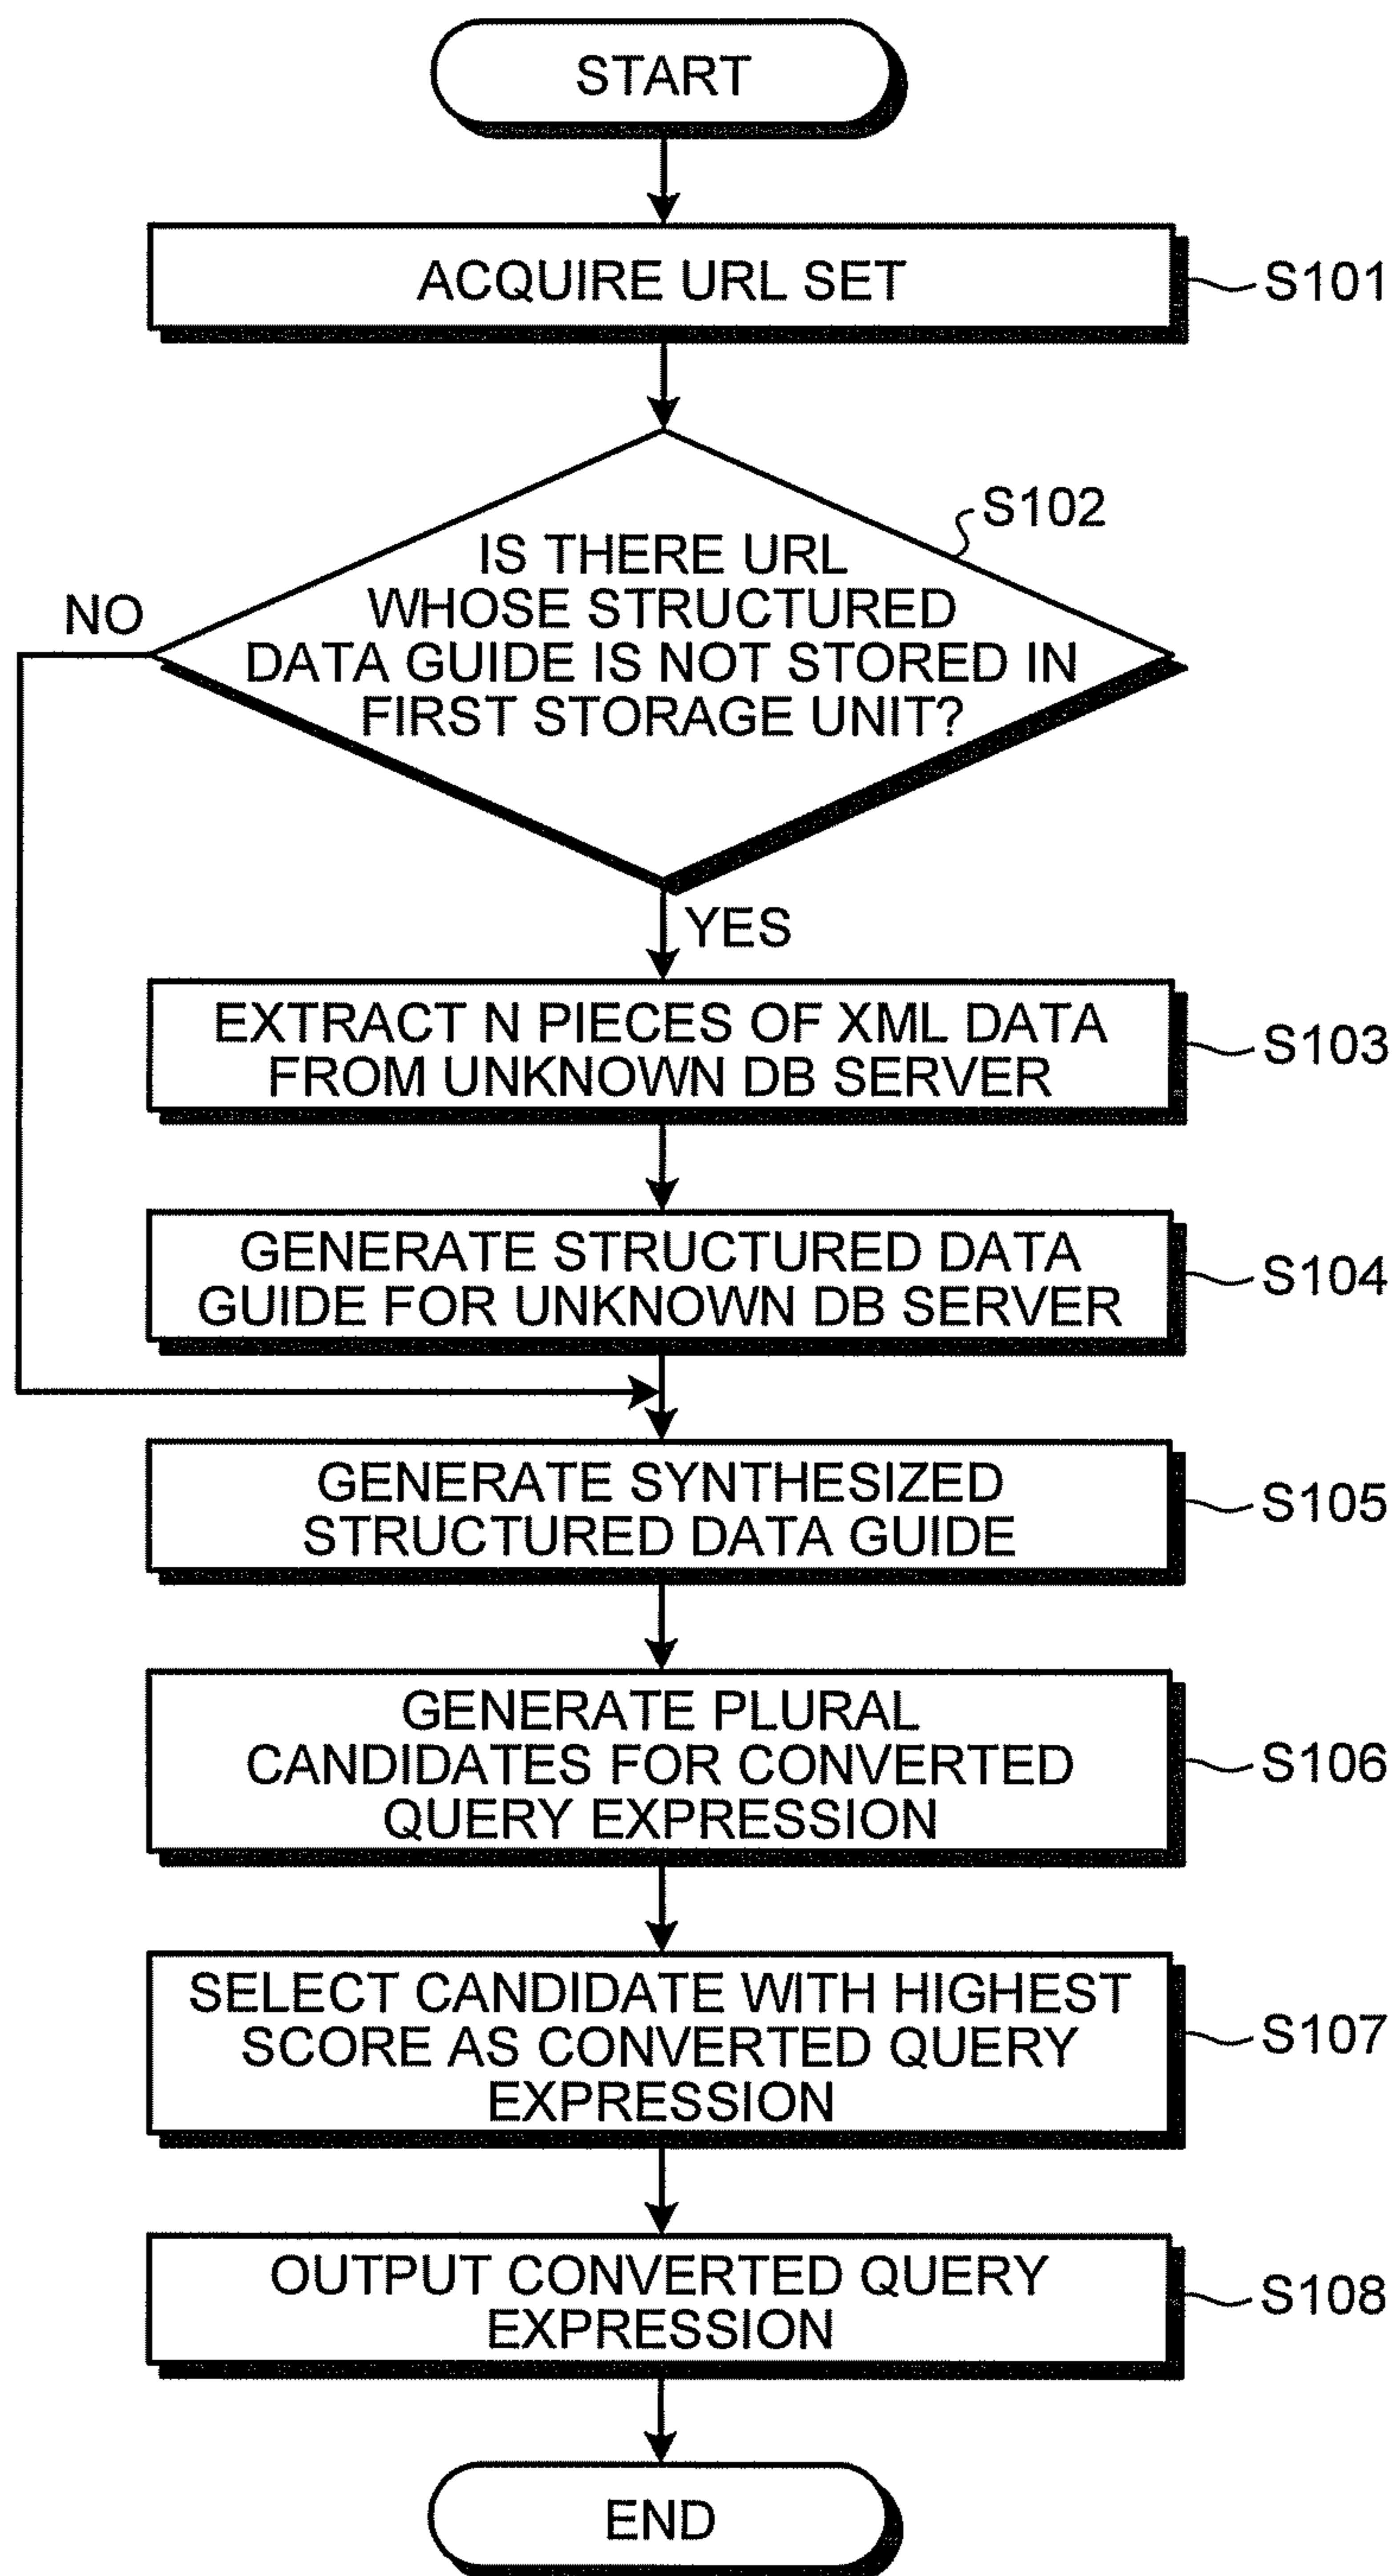 START
ACQUIRE URL SET
S101
S102
IS THERE URL
WHOSE STRUCTURED
DATA GUIDE IS NOT STORED IN
FIRST STORAGE UNIT?
NO
YES
EXTRACT N PIECES OF XML DATA
FROM UNKNOWN DB SERVER
S103
GENERATE STRUCTURED DATA
GUIDE FOR UNKNOWN DB SERVER
S104
GENERATE SYNTHESIZED
STRUCTURED DATA GUIDE
S105
GENERATE PLURAL
CANDIDATES FOR CONVERTED
QUERY EXPRESSION
S106
SELECT CANDIDATE WITH HIGHEST
SCORE AS CONVERTED QUERY
EXPRESSION
S107
OUTPUT CONVERTED QUERY
EXPRESSION
S108
END